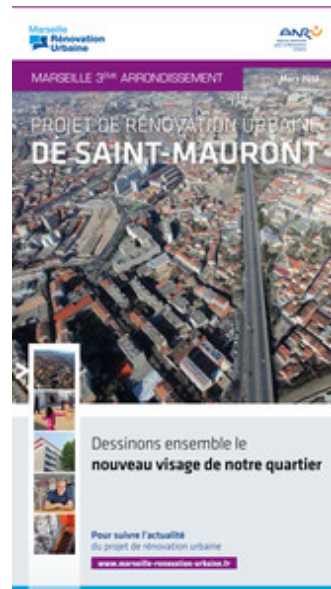 Marseille
Rénovation
Urbaine
ANRU
MARSEILLE 3ÈME ARRONDISSEMENT
PROJET DE RÉNOVATION URBAINE
DE SAINT-MAURONT
Dessinons ensemble le
nouveau visage de notre quartier
Pour suivre l'actualité
du projet de rénovation urbaine
www.marseille-renovation-urbaine.fr